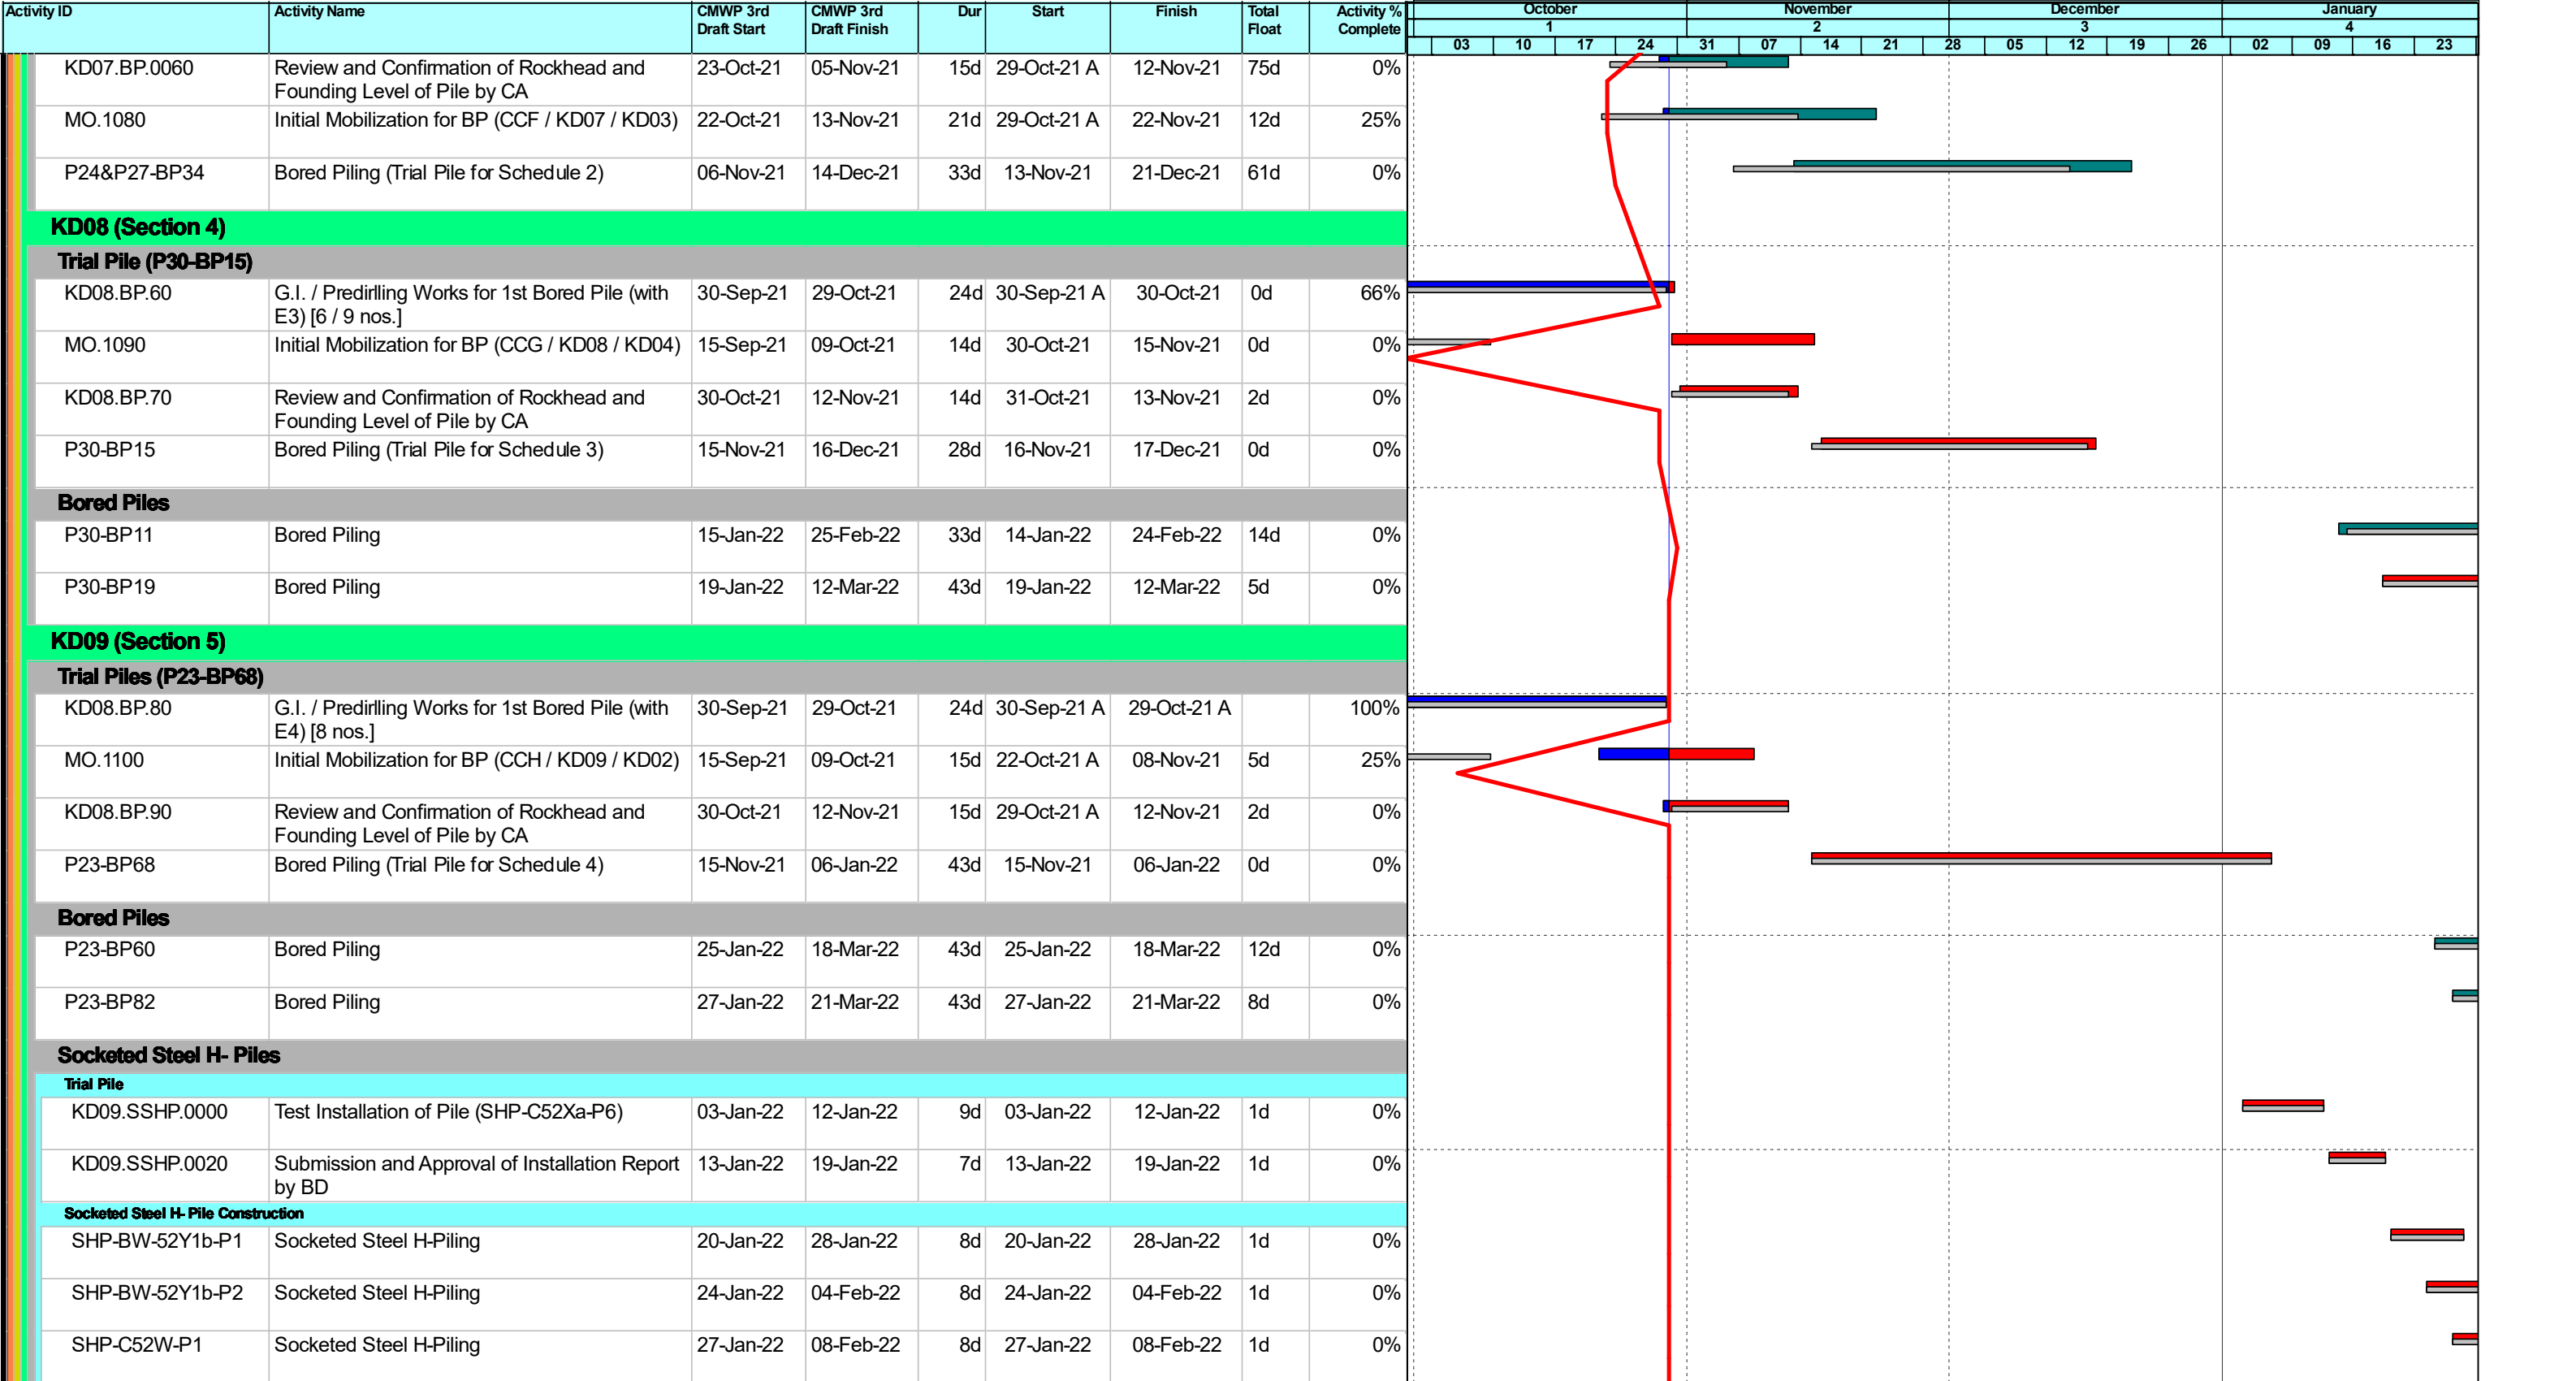 Activity ID Activity Name CMWP 3rd CMWP 3rd Dur Start Finish Total Activity % October November December January
Draft Start Draft Finish Float Complete 1 2 3 4
03 10 17 24 31 07 14 21 28 05 12 19 26 02 09 16 23
KD07.BP.0060 Review and Confirmation of Rockhead and 23-Oct-21 05-Nov-21 15d 29-Oct-21 A 12-Nov-21 75d 0%
Founding Level of Pile by CA
MO.1080 Initial Mobilization for BP (CCF / KD07 / KD03) 22-Oct-21 13-Nov-21 21d 29-Oct-21 A 22-Nov-21 12d 25%
P24&P27-BP34 Bored Piling (Trial Pile for Schedule 2) 06-Nov-21 14-Dec-21 33d 13-Nov-21 21-Dec-21 61d 0%
KD08 (Section 4)
Trial Pile (P30-BP15)
KD08.BP.60 G.I. / Predirlling Works for 1st Bored Pile (with 30-Sep-21 29-Oct-21 24d 30-Sep-21 A 30-Oct-21 0d 66%
E3) [6 / 9 nos.]
MO.1090 Initial Mobilization for BP (CCG / KD08 / KD04) 15-Sep-21 09-Oct-21 14d 30-Oct-21 15-Nov-21 0d 0%
KD08.BP.70 Review and Confirmation of Rockhead and 30-Oct-21 12-Nov-21 14d 31-Oct-21 13-Nov-21 2d 0%
Founding Level of Pile by CA
P30-BP15 Bored Piling (Trial Pile for Schedule 3) 15-Nov-21 16-Dec-21 28d 16-Nov-21 17-Dec-21 0d 0%
Bored Piles
P30-BP11 Bored Piling 15-Jan-22 25-Feb-22 33d 14-Jan-22 24-Feb-22 14d 0%
P30-BP19 Bored Piling 19-Jan-22 12-Mar-22 43d 19-Jan-22 12-Mar-22 5d 0%
KD09 (Section 5)
Trial Piles (P23-BP68)
KD08.BP.80 G.I. / Predirlling Works for 1st Bored Pile (with 30-Sep-21 29-Oct-21 24d 30-Sep-21 A 29-Oct-21 A 100%
E4) [8 nos.]
MO.1100 Initial Mobilization for BP (CCH / KD09 / KD02) 15-Sep-21 09-Oct-21 15d 22-Oct-21 A 08-Nov-21 5d 25%
KD08.BP.90 Review and Confirmation of Rockhead and 30-Oct-21 12-Nov-21 15d 29-Oct-21 A 12-Nov-21 2d 0%
Founding Level of Pile by CA
P23-BP68 Bored Piling (Trial Pile for Schedule 4) 15-Nov-21 06-Jan-22 43d 15-Nov-21 06-Jan-22 0d 0%
Bored Piles
P23-BP60 Bored Piling 25-Jan-22 18-Mar-22 43d 25-Jan-22 18-Mar-22 12d 0%
P23-BP82 Bored Piling 27-Jan-22 21-Mar-22 43d 27-Jan-22 21-Mar-22 8d 0%
Socketed Steel H- Piles
Trial Pile
KD09.SSHP.0000 Test Installation of Pile (SHP-C52Xa-P6) 03-Jan-22 12-Jan-22 9d 03-Jan-22 12-Jan-22 1d 0%
KD09.SSHP.0020 Submission and Approval of Installation Report 13-Jan-22 19-Jan-22 7d 13-Jan-22 19-Jan-22 1d 0%
by BD
Socketed Steel H- Pile Construction
SHP-BW-52Y1b-P1 Socketed Steel H-Piling 20-Jan-22 28-Jan-22 8d 20-Jan-22 28-Jan-22 1d 0%
SHP-BW-52Y1b-P2 Socketed Steel H-Piling 24-Jan-22 04-Feb-22 8d 24-Jan-22 04-Feb-22 1d 0%
SHP-C52W-P1 Socketed Steel H-Piling 27-Jan-22 08-Feb-22 8d 27-Jan-22 08-Feb-22 1d 0%